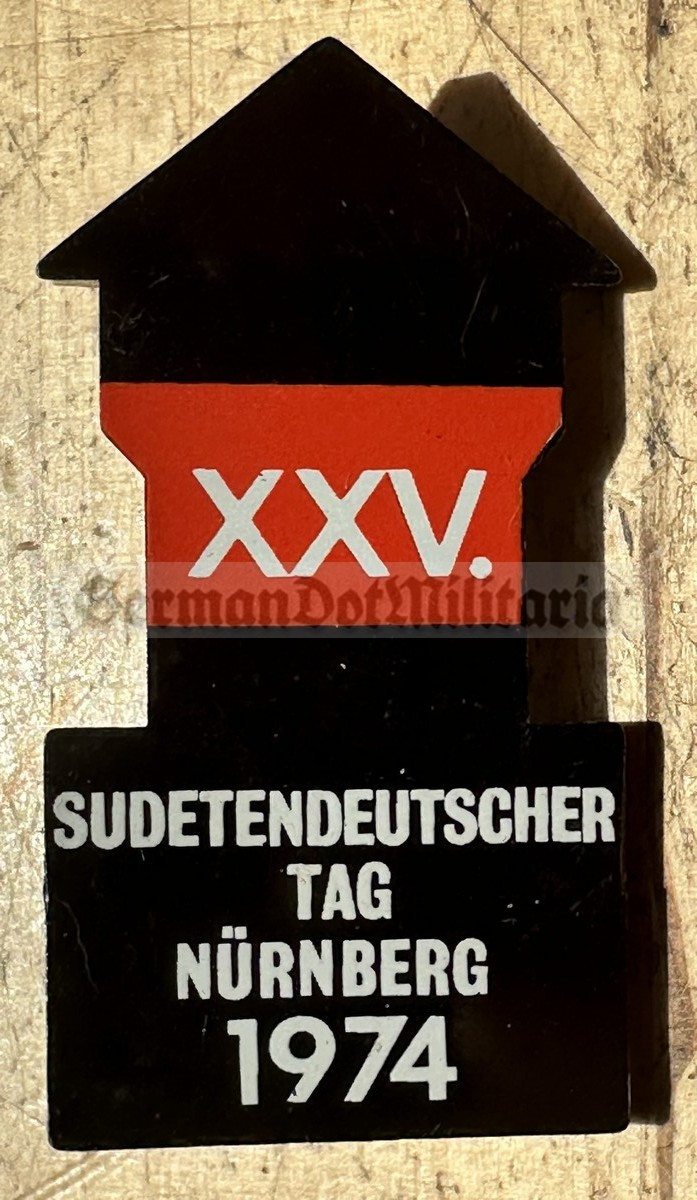 XXV.
GermanDotMilitaria
SUDETENDEUTSCHER
TAG
NÜRNBERG
1974